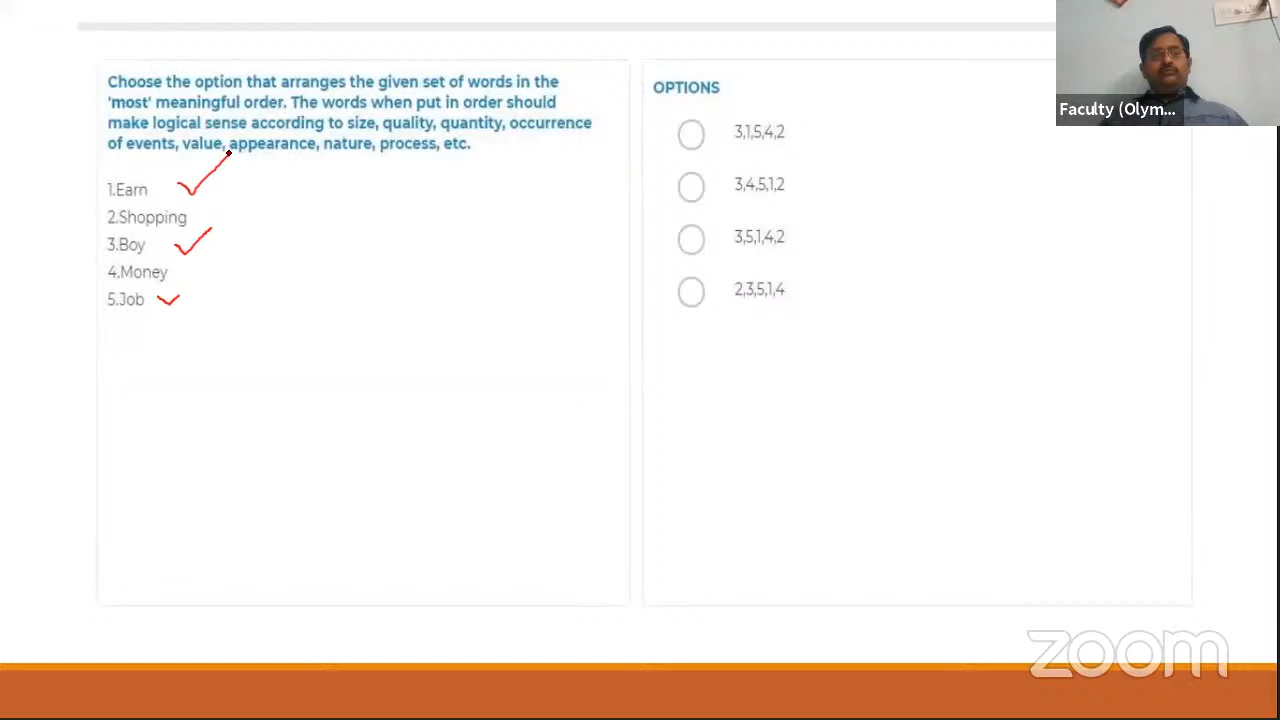 Choose the option that arranges the given set of words in the
'most' meaningful order. The words when put in order should
make logical sense according to size, quality, quantity, occurrence
of events, value, appearance, nature, process, etc.
1.Earn
2.Shopping
3.Boy
4.Money
5.Job
OPTIONS
3,1,5,4,2
3,4,5,1,2
3,5,1,4,2
2,3,5,1,4
Faculty (Olym...
zoom